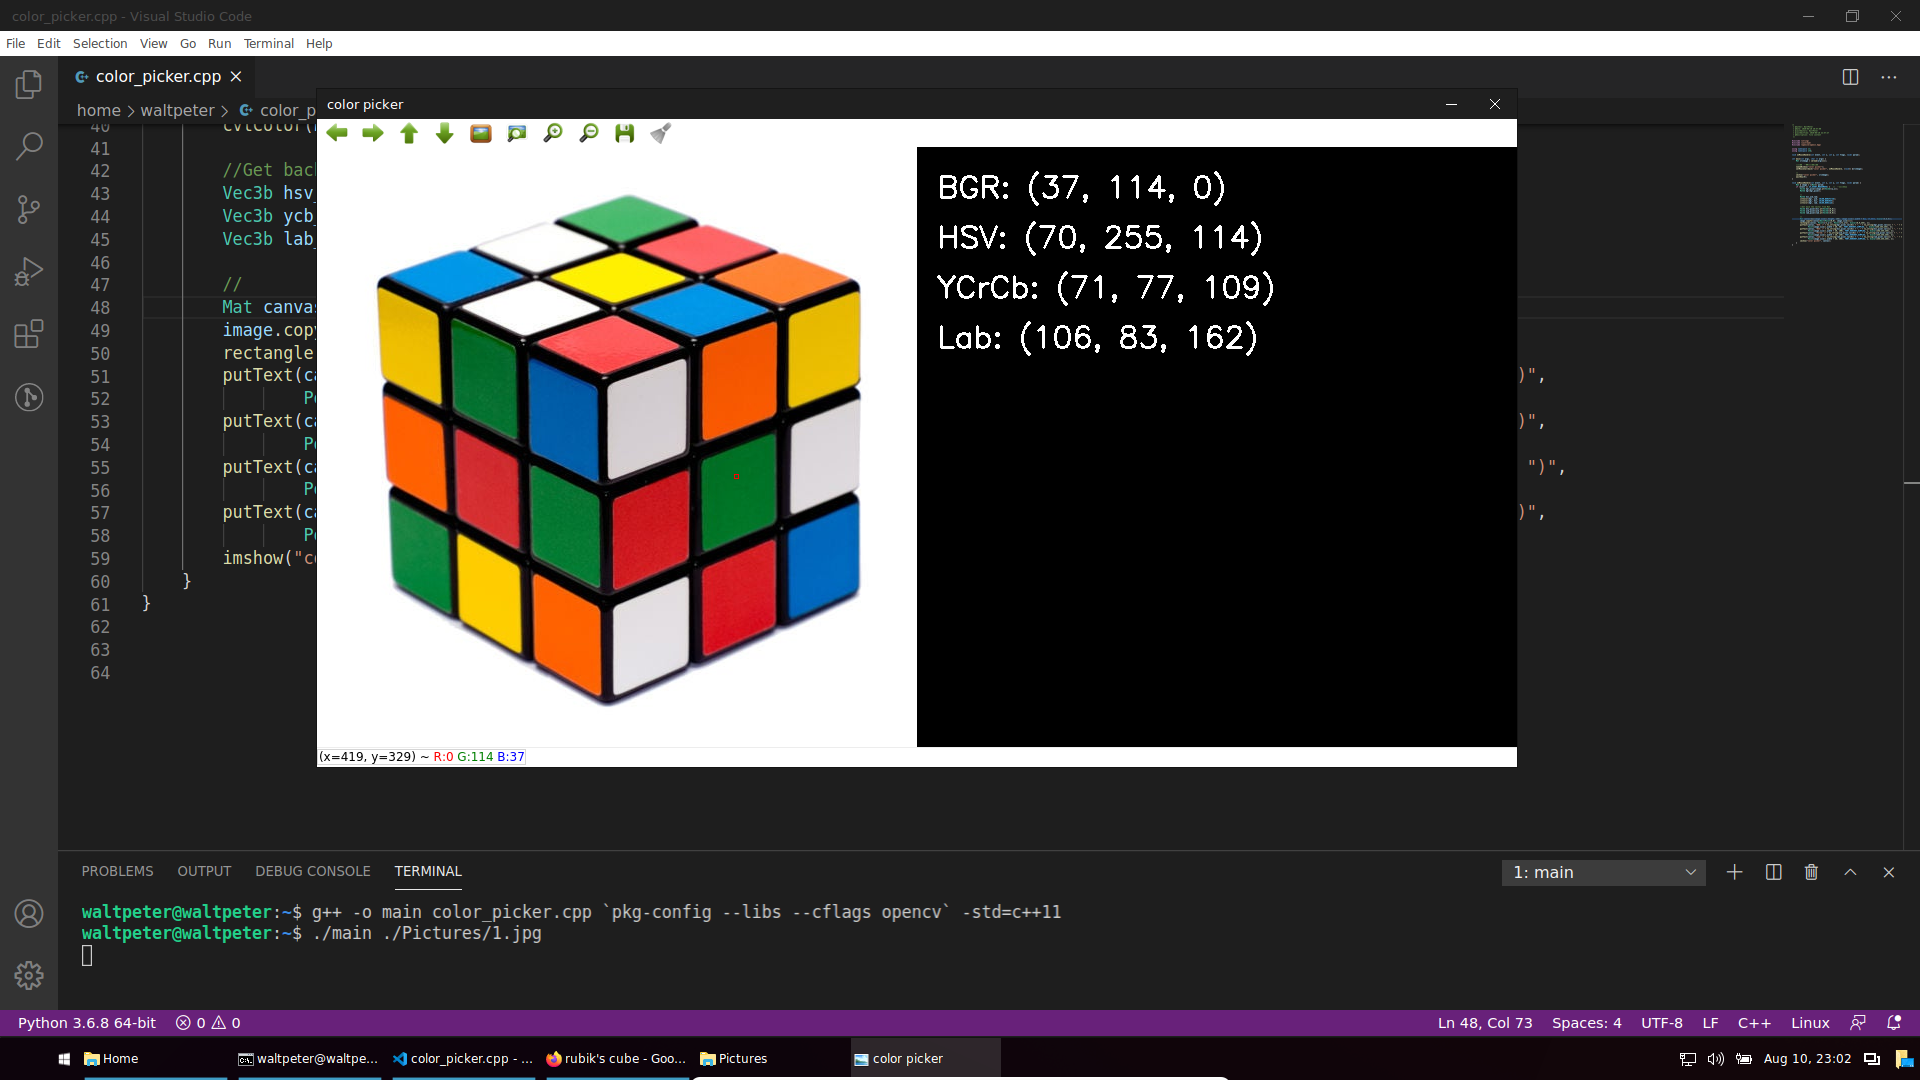 color_picker.cpp - Visual Studio Code
File Edit Selection View Go Run Terminal Help
color_picker.cpp
home > waltpeter > color_p
color picker
40 cvtColor(
41
42 //Get bac
43 Vec3b hsv_
44 Vec3b ycb_
45 Vec3b lab_
46
47 //
48 Mat canva
49 image.cop
50 rectangle
51 putText(c )",
52 P
53 putText(c )",
54 P
55 putText(c ")",
56 P
57 putText(c )",
58 P
59 imshow("c
60 }
61 }
62
63
64
BGR: (37, 114, 0)
HSV: (70, 255, 114)
YCrCb: (71, 77, 109)
Lab: (106, 83, 162)
(x=419, y=329) ~ R:0 G:114 B:37
PROBLEMS OUTPUT DEBUG CONSOLE TERMINAL
1: main
waltpeter@waltpeter:~$ g++ -o main color_picker.cpp `pkg-config --libs --cflags opencv` -std=c++11
waltpeter@waltpeter:~$ ./main ./Pictures/1.jpg
Python 3.6.8 64-bit 0 0 Ln 48, Col 73 Spaces: 4 UTF-8 LF C++ Linux
Home waltpeter@waltpe... color_picker.cpp - ... rubik's cube - Goo... Pictures color picker Aug 10, 23:02